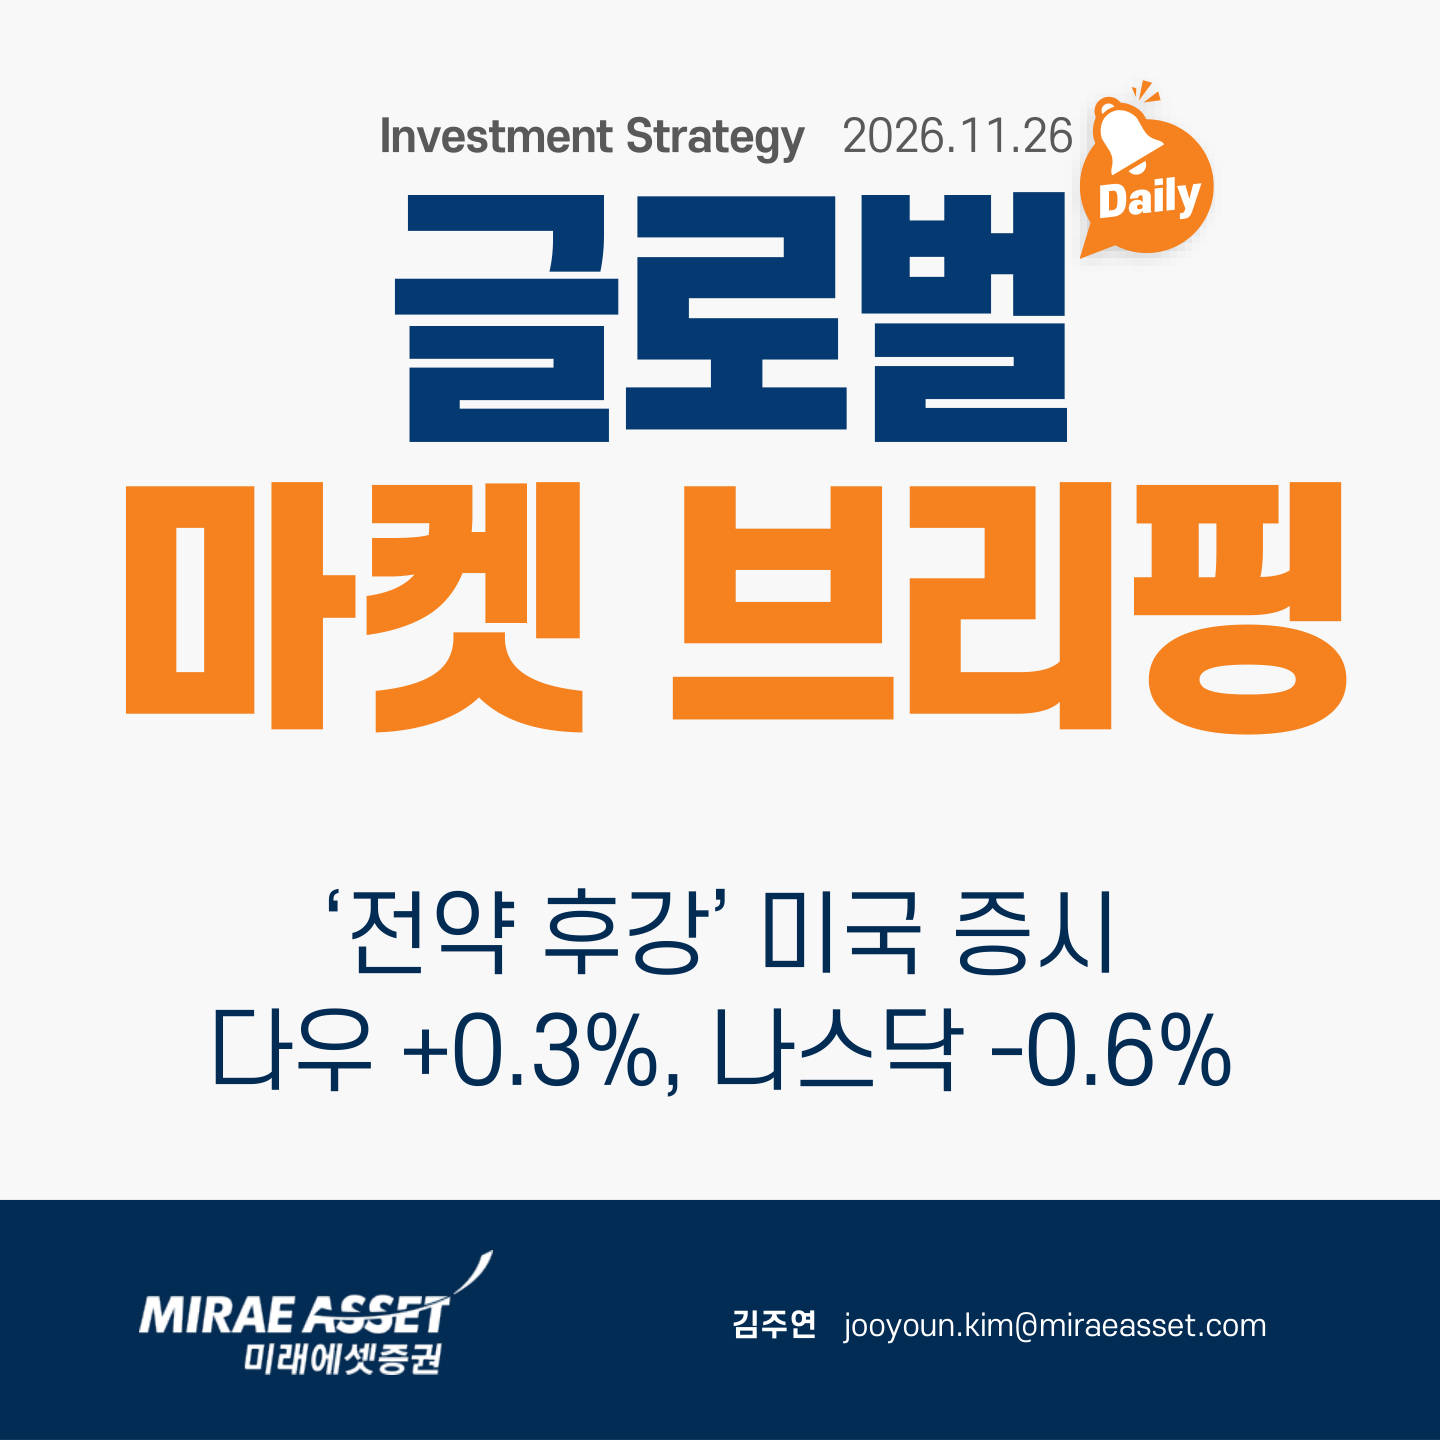 Investment Strategy 2026.11.26
Daily
글로벌
마켓 브리핑
‘전약 후강’ 미국 증시
다우 +0.3%, 나스닥 -0.6%
MIRAE ASSET
미래에셋증권
김주연 jooyoun.kim@miraeasset.com